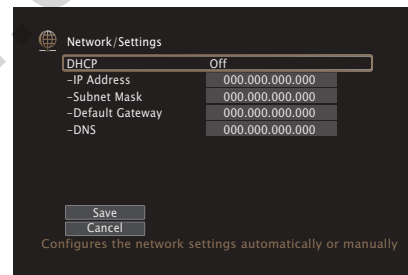 Network/Settings
DHCP Off
-IP Address 000.000.000.000
-Subnet Mask 000.000.000.000
-Default Gateway 000.000.000.000
-DNS 000.000.000.000
Save
Cancel
Configures the network settings automatically or manually